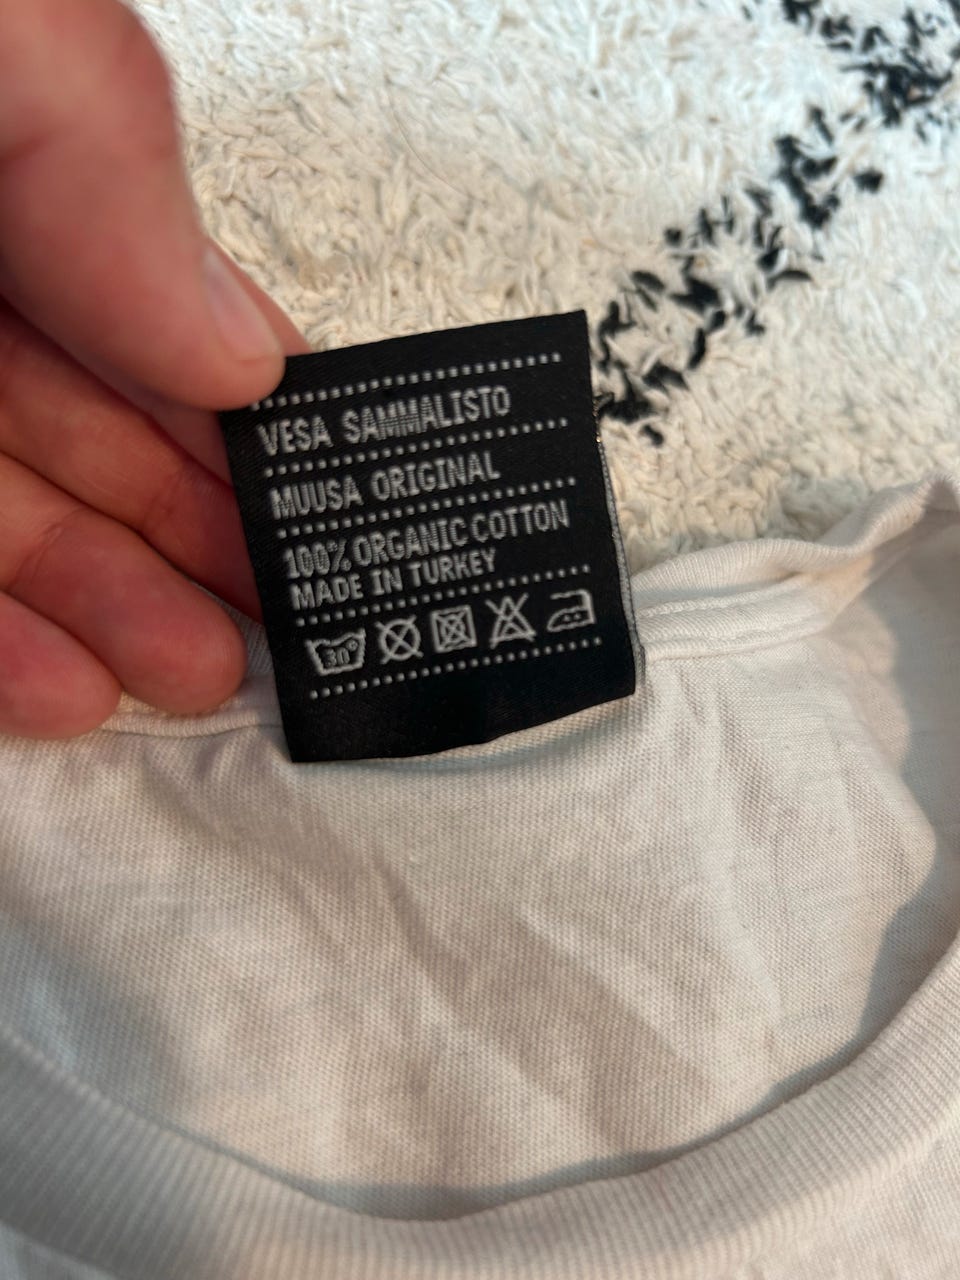 VESA SAMMALISTO
MUUSA ORIGINAL
100% ORGANIC COTTON
MADE IN TURKEY
30°